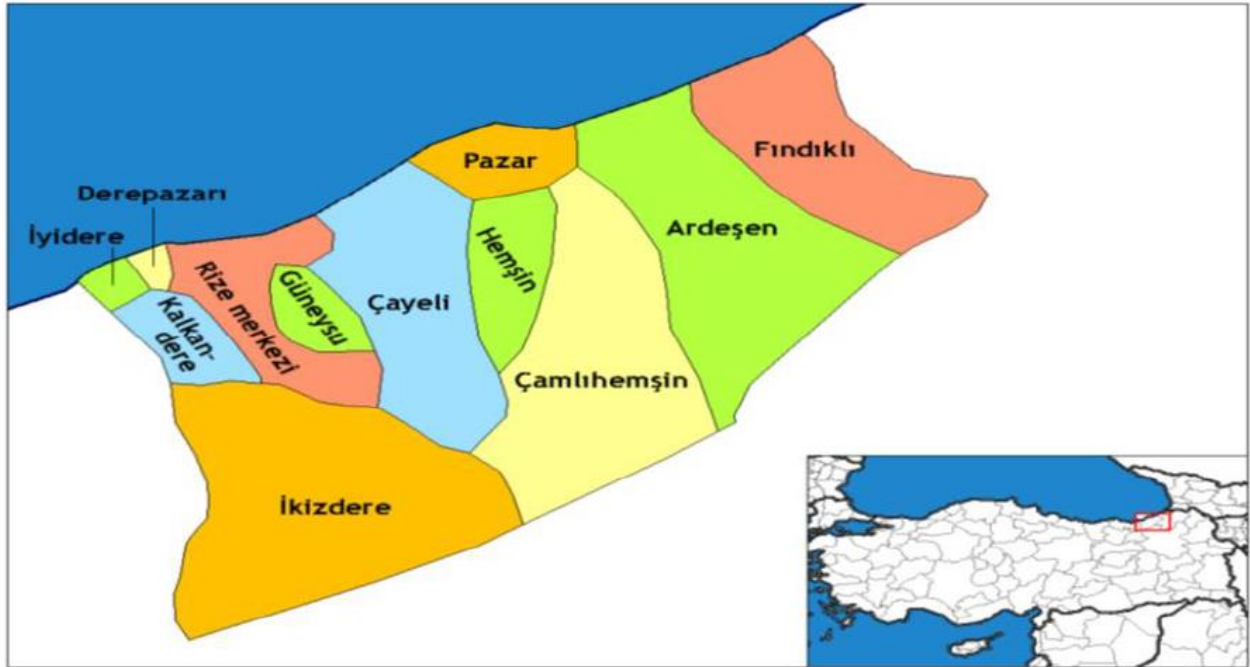 Pazar
Fındıklı
Derepazarı
İyidere
Ardeşen
Hemşin
Rize merkezi
Güneysu
Çayeli
Kalkan-
dere
Çamlıhemşin
İkizdere